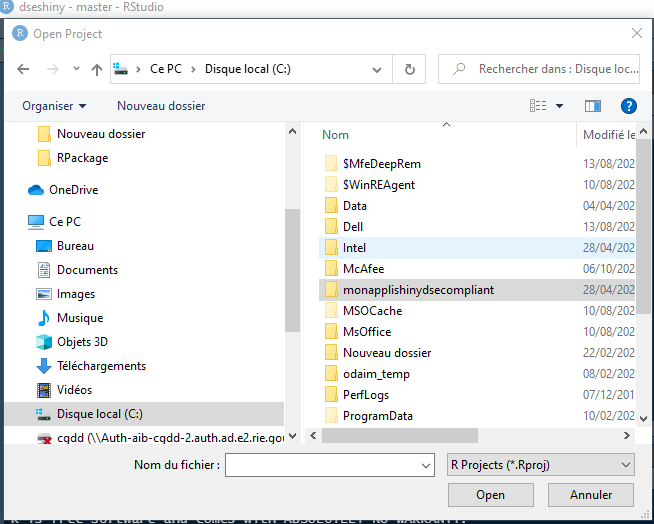 dseshiny - master - RStudio
Open Project
Ce PC > Disque local (C:)
Rechercher dans : Disque loc...
Organiser
Nouveau dossier
Nouveau dossier
RPackage
OneDrive
Ce PC
Bureau
Documents
Images
Musique
Objets 3D
Téléchargements
Vidéos
Disque local (C:)
cgdd (\\Auth-aib-cgdd-2.auth.ad.e2.rie.gou
Nom
Modifié le
$MfeDeepRem 13/08/202
$WinREAgent 10/08/202
Data 04/04/202
Dell 13/08/202
Intel 28/04/202
McAfee 06/10/202
monapplishinydsecompliant 28/04/202
MSOCache 10/08/202
MsOffice 10/08/202
Nouveau dossier 22/02/202
odaim_temp 08/02/202
PerfLogs 07/12/201
ProgramData 10/02/202
Nom du fichier :
R Projects (*.Rproj)
Open
Annuler
R is free software and comes with ABSOLUTELY NO WARRANTY.